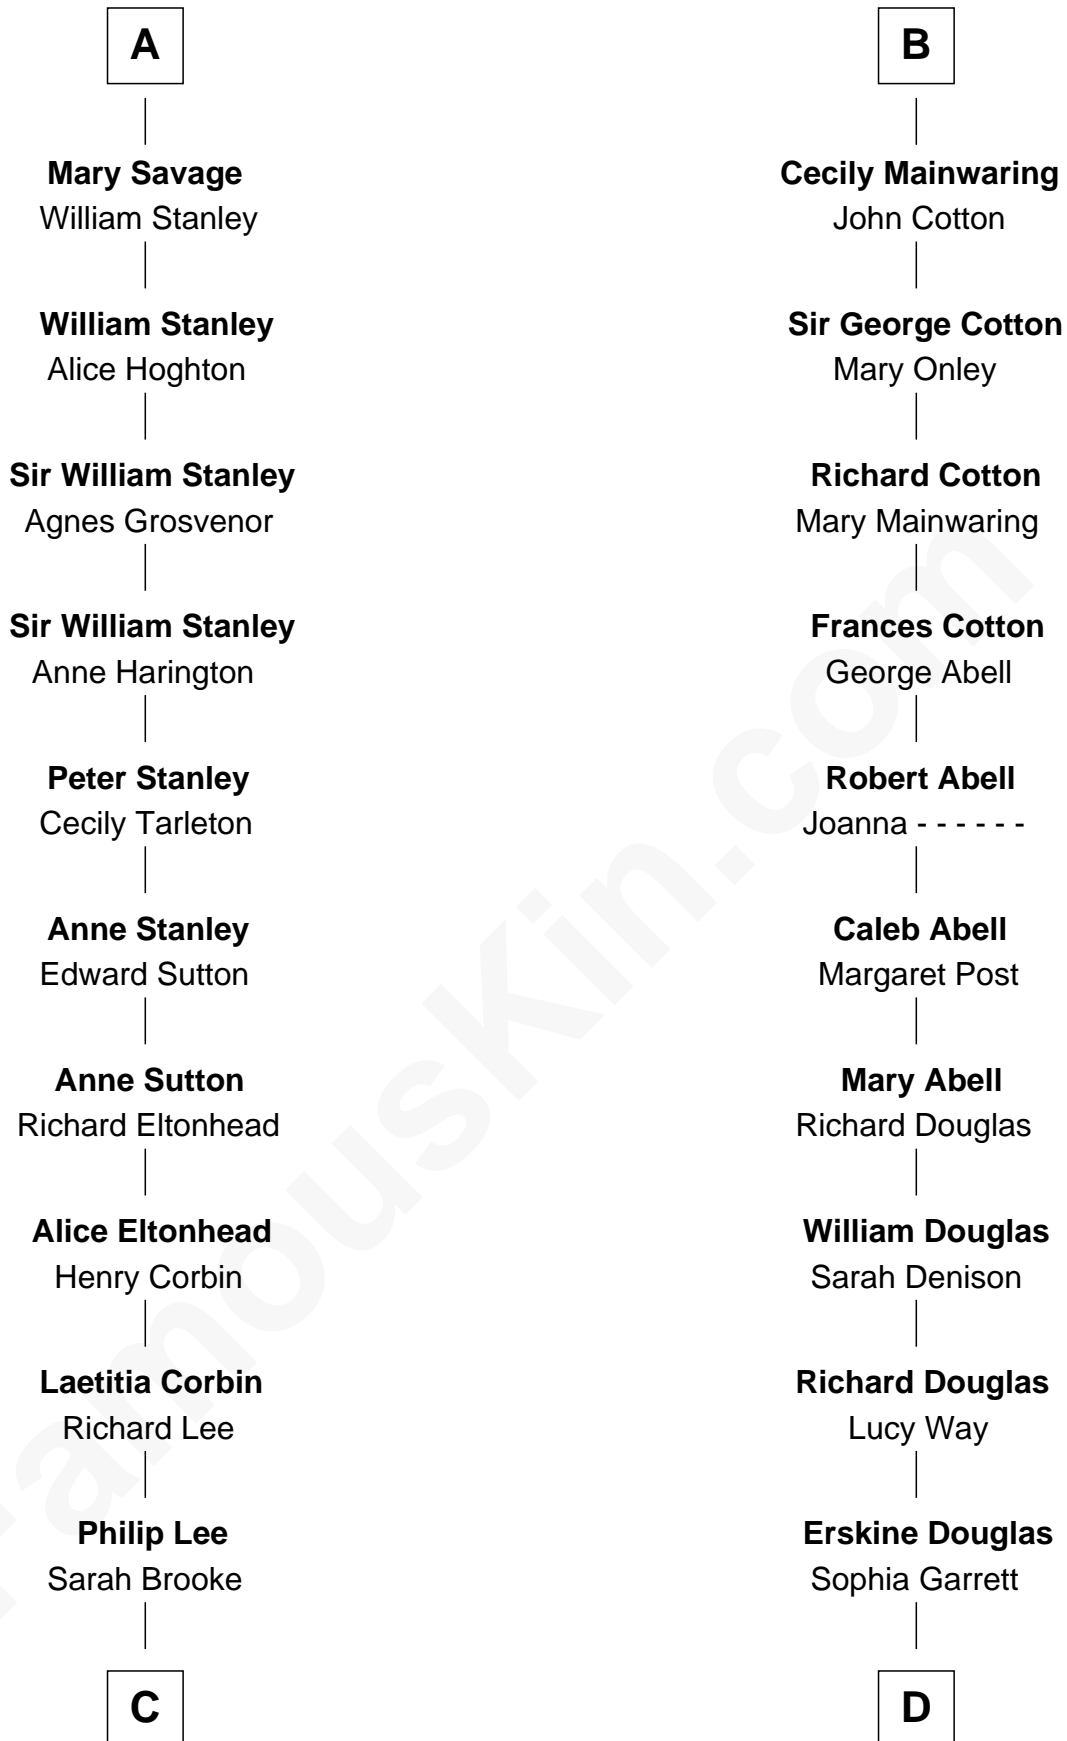 A
Mary Savage
William Stanley
William Stanley
Alice Hoghton
Sir William Stanley
Agnes Grosvenor
Sir William Stanley
Anne Harington
Peter Stanley
Cecily Tarleton
Anne Stanley
Edward Sutton
Anne Sutton
Richard Eltonhead
Alice Eltonhead
Henry Corbin
Laetitia Corbin
Richard Lee
Philip Lee
Sarah Brooke
C
B
Cecily Mainwaring
John Cotton
Sir George Cotton
Mary Onley
Richard Cotton
Mary Mainwaring
Frances Cotton
George Abell
Robert Abell
Joanna - - - - - -
Caleb Abell
Margaret Post
Mary Abell
Richard Douglas
William Douglas
Sarah Denison
Richard Douglas
Lucy Way
Erskine Douglas
Sophia Garrett
D
FamousKin.com